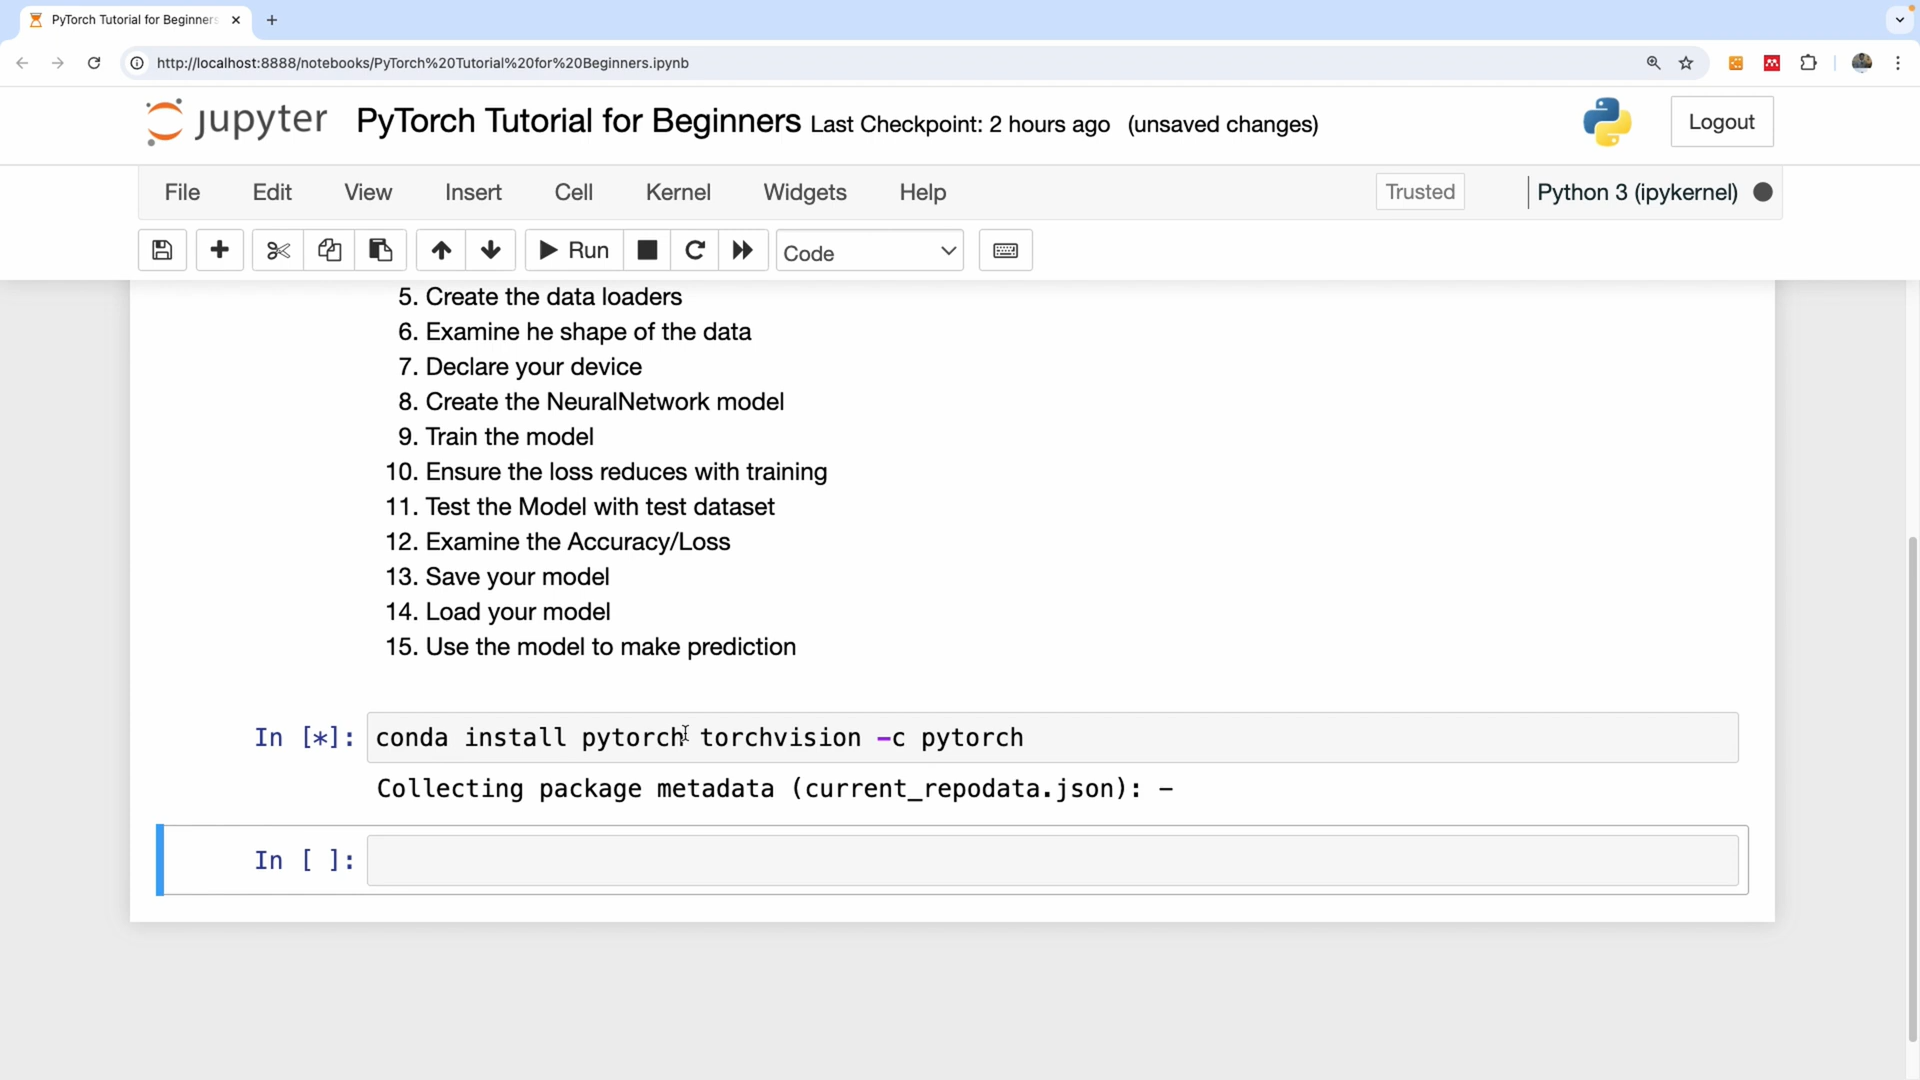 PyTorch Tutorial for Beginners
http://localhost:8888/notebooks/PyTorch%20Tutorial%20for%20Beginners.ipynb
jupyter PyTorch Tutorial for Beginners Last Checkpoint: 2 hours ago (unsaved changes) Logout
File Edit View Insert Cell Kernel Widgets Help Trusted Python 3 (ipykernel)
Run Code
5. Create the data loaders
6. Examine he shape of the data
7. Declare your device
8. Create the NeuralNetwork model
9. Train the model
10. Ensure the loss reduces with training
11. Test the Model with test dataset
12. Examine the Accuracy/Loss
13. Save your model
14. Load your model
15. Use the model to make prediction
In [*]: conda install pytorch torchvision -c pytorch
Collecting package metadata (current_repodata.json): -
In [ ]: